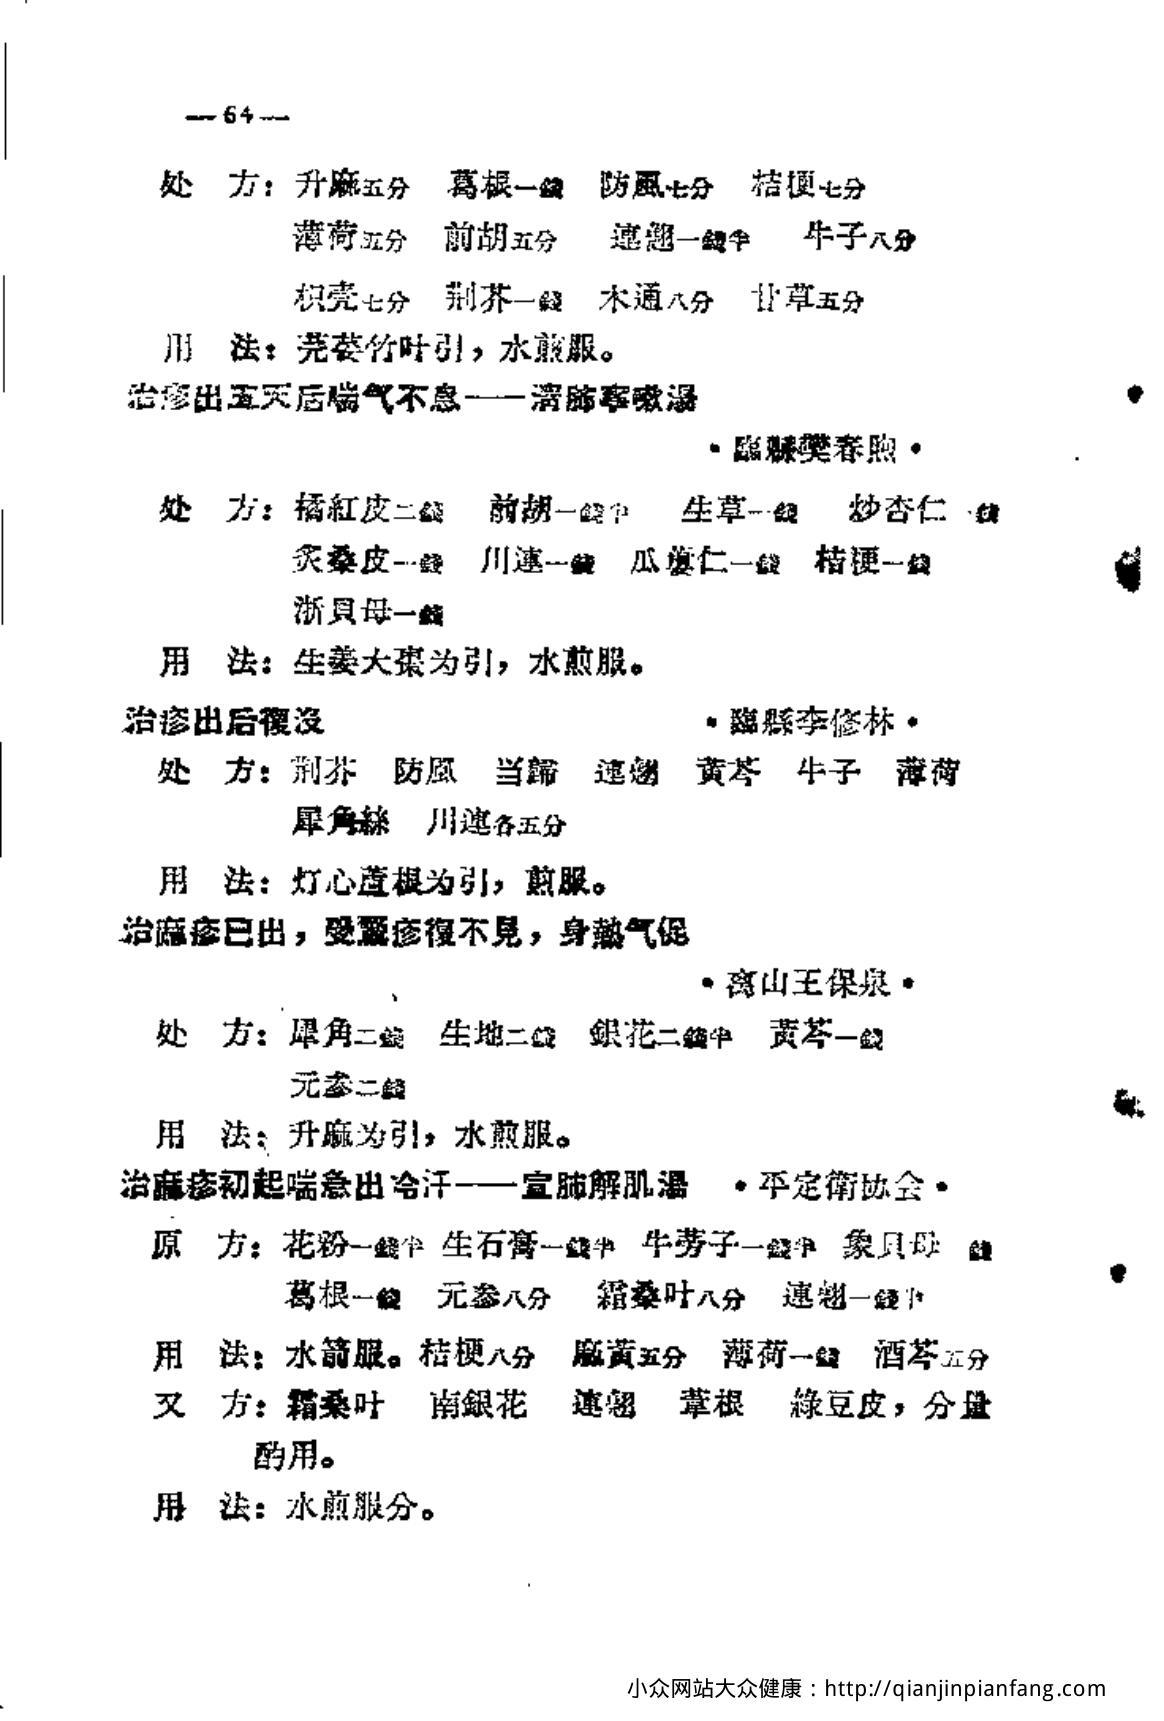 —64—
处　方：升麻五分　葛根一錢　防風七分　桔梗七分
薄荷五分　前胡五分　連翹一錢半　牛子八分
枳壳七分　荆芥一錢　木通八分　甘草五分
用　法：芫荽竹叶引，水煎服。
治疹出五天后喘气不息——清肺寧嗽湯
·臨縣樊春煦·
处　方：橘紅皮二錢　前胡一錢半　生草一錢　炒杏仁一錢
炙桑皮一錢　川連一錢　瓜蔞仁一錢　桔梗一錢
浙貝母一錢
用　法：生姜大棗为引，水煎服。
治疹出后復沒　·臨縣李修林·
处　方：荆芥　防風　当歸　連翹　黄芩　牛子　薄荷
犀角絲　川連各五分
用　法：灯心蘆根为引，煎服。
治麻疹已出，受驚疹復不見，身熱气促
·离山王保泉·
处　方：犀角二錢　生地二錢　銀花二錢半　黄芩一錢
元参二錢
用　法：升麻为引，水煎服。
治麻疹初起喘急出冷汗——宣肺解肌湯　·平定衛协会·
原　方：花粉一錢半　生石膏一錢半　牛蒡子一錢半　象貝母　錢
葛根一錢　元参八分　霜桑叶八分　連翹一錢半
用　法：水箭服。桔梗八分　麻黄五分　薄荷一錢　酒芩五分
又　方：霜桑叶　南銀花　連翹　葦根　綠豆皮，分量
酌用。
用　法：水煎服分。
小众网站大众健康：http://qianjinpianfang.com